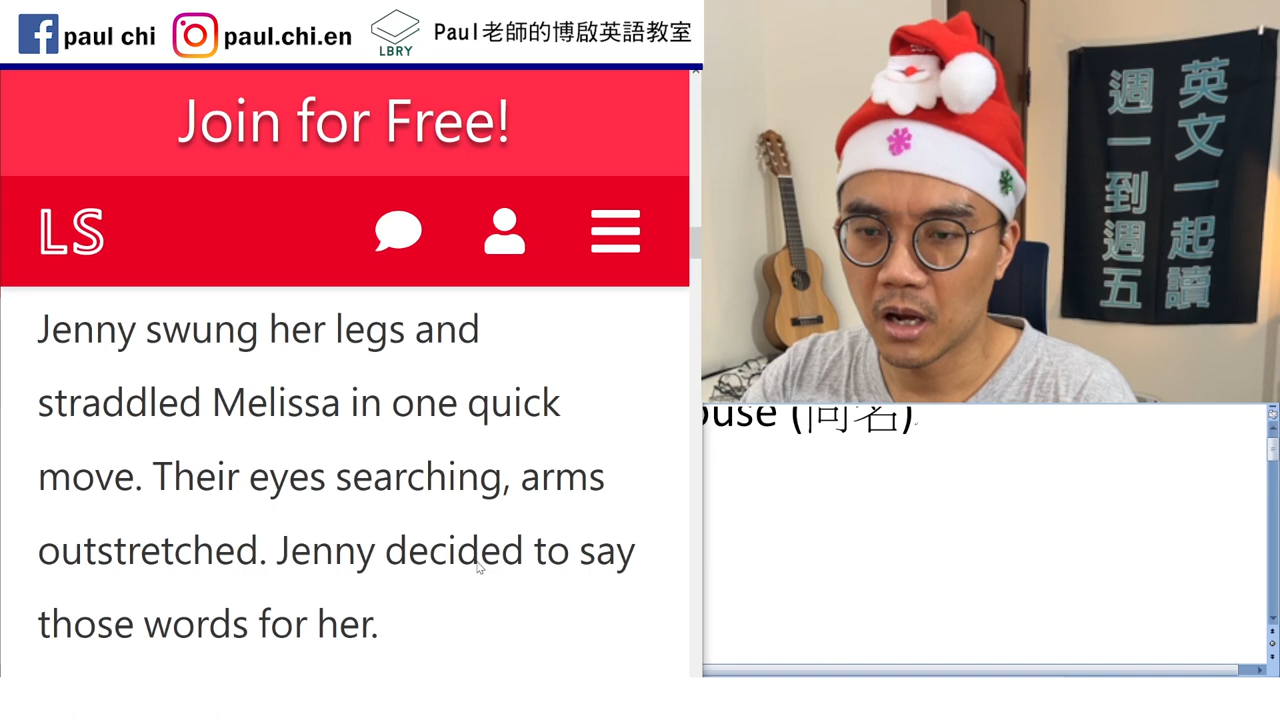 paul chi
paul.chi.en
LBRY
Paul老師的博啟英語教室
Join for Free!
LS
Jenny swung her legs and
straddled Melissa in one quick
move. Their eyes searching, arms
outstretched. Jenny decided to say
those words for her.
英文一起讀
週一到週五
ouse (同名)